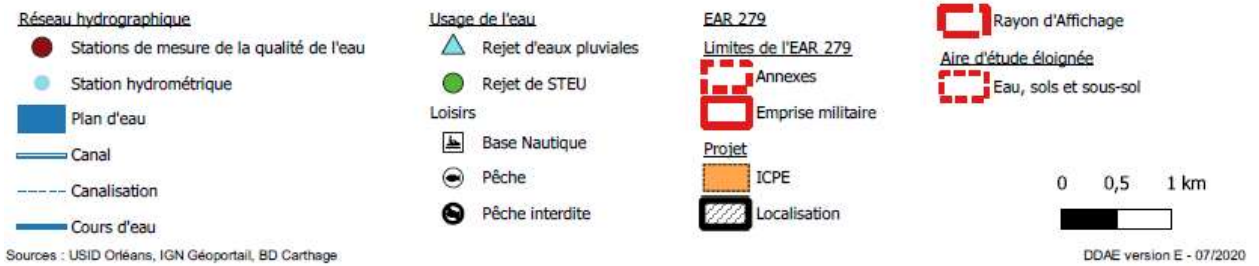 Réseau hydrographique
Stations de mesure de la qualité de l'eau
Station hydrométrique
Plan d'eau
Canal
Canalisation
Cours d'eau
Usage de l'eau
Rejet d'eaux pluviales
Rejet de STEU
Loisirs
Base Nautique
Pêche
Pêche interdite
EAR 279
Limites de l'EAR 279
Annexes
Emprise militaire
Projet
ICPE
Localisation
Rayon d'Affichage
Aire d'étude éloignée
Eau, sols et sous-sol
0 0,5 1 km
Sources : USID Orléans, IGN Géoportail, BD Carthage
DDAE version E - 07/2020